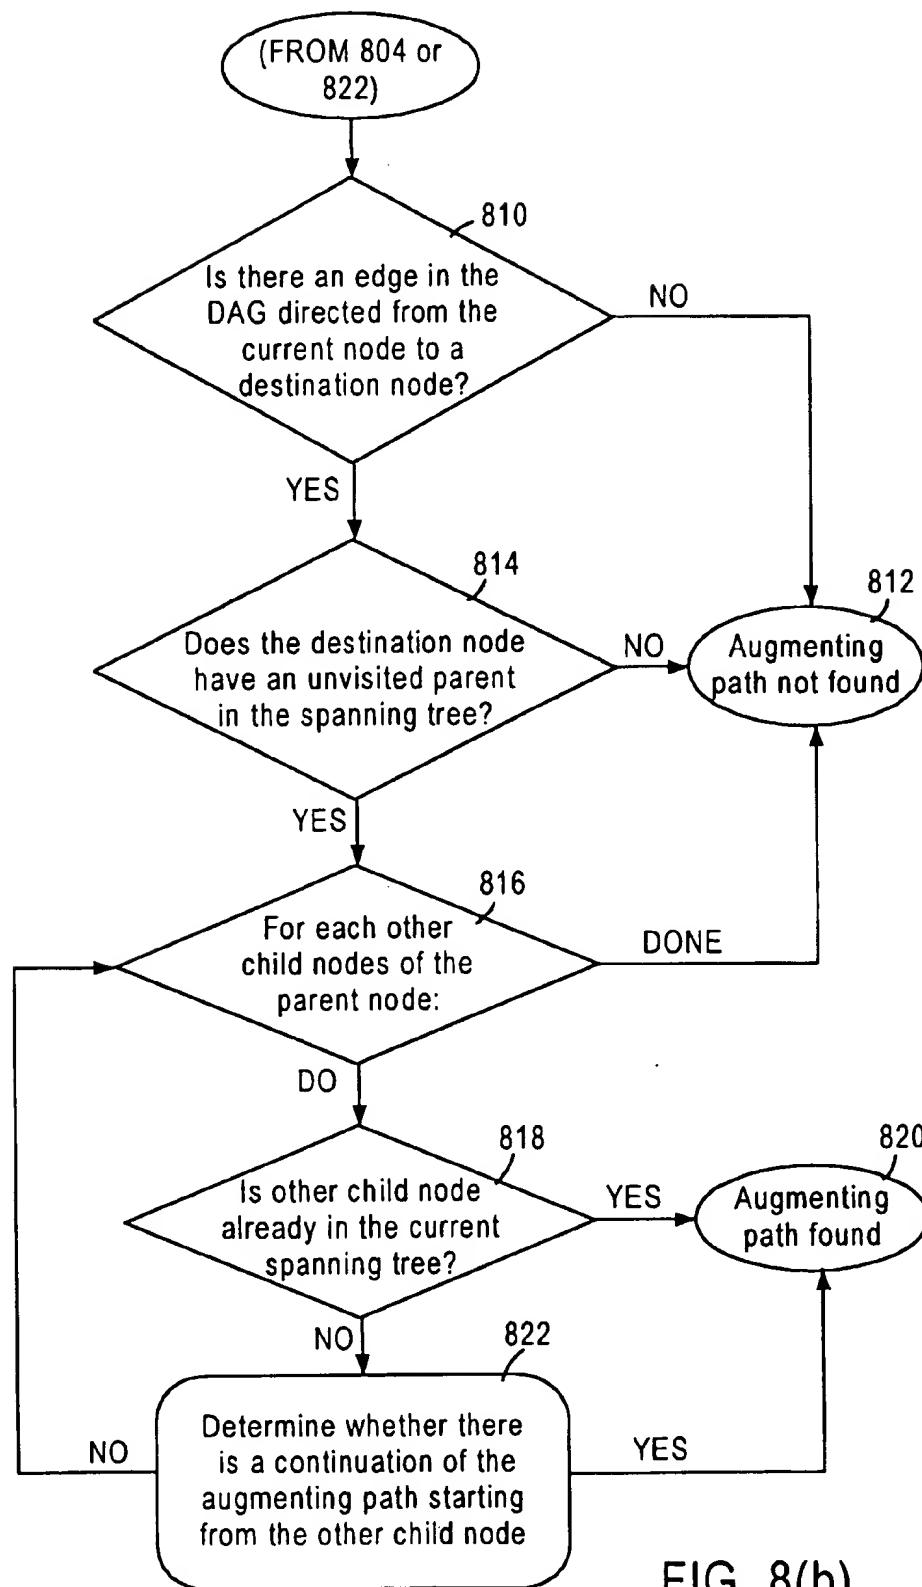 (FROM 804 or
822)
810
Is there an edge in the
DAG directed from the
current node to a
destination node?
NO
YES
814
812
Does the destination node
have an unvisited parent
in the spanning tree?
NO
Augmenting
path not found
YES
816
For each other
child nodes of the
parent node:
DONE
DO
818
820
Is other child node
already in the current
spanning tree?
YES
Augmenting
path found
NO
822
Determine whether there
is a continuation of the
augmenting path starting
from the other child node
NO
YES
FIG. 8(b)